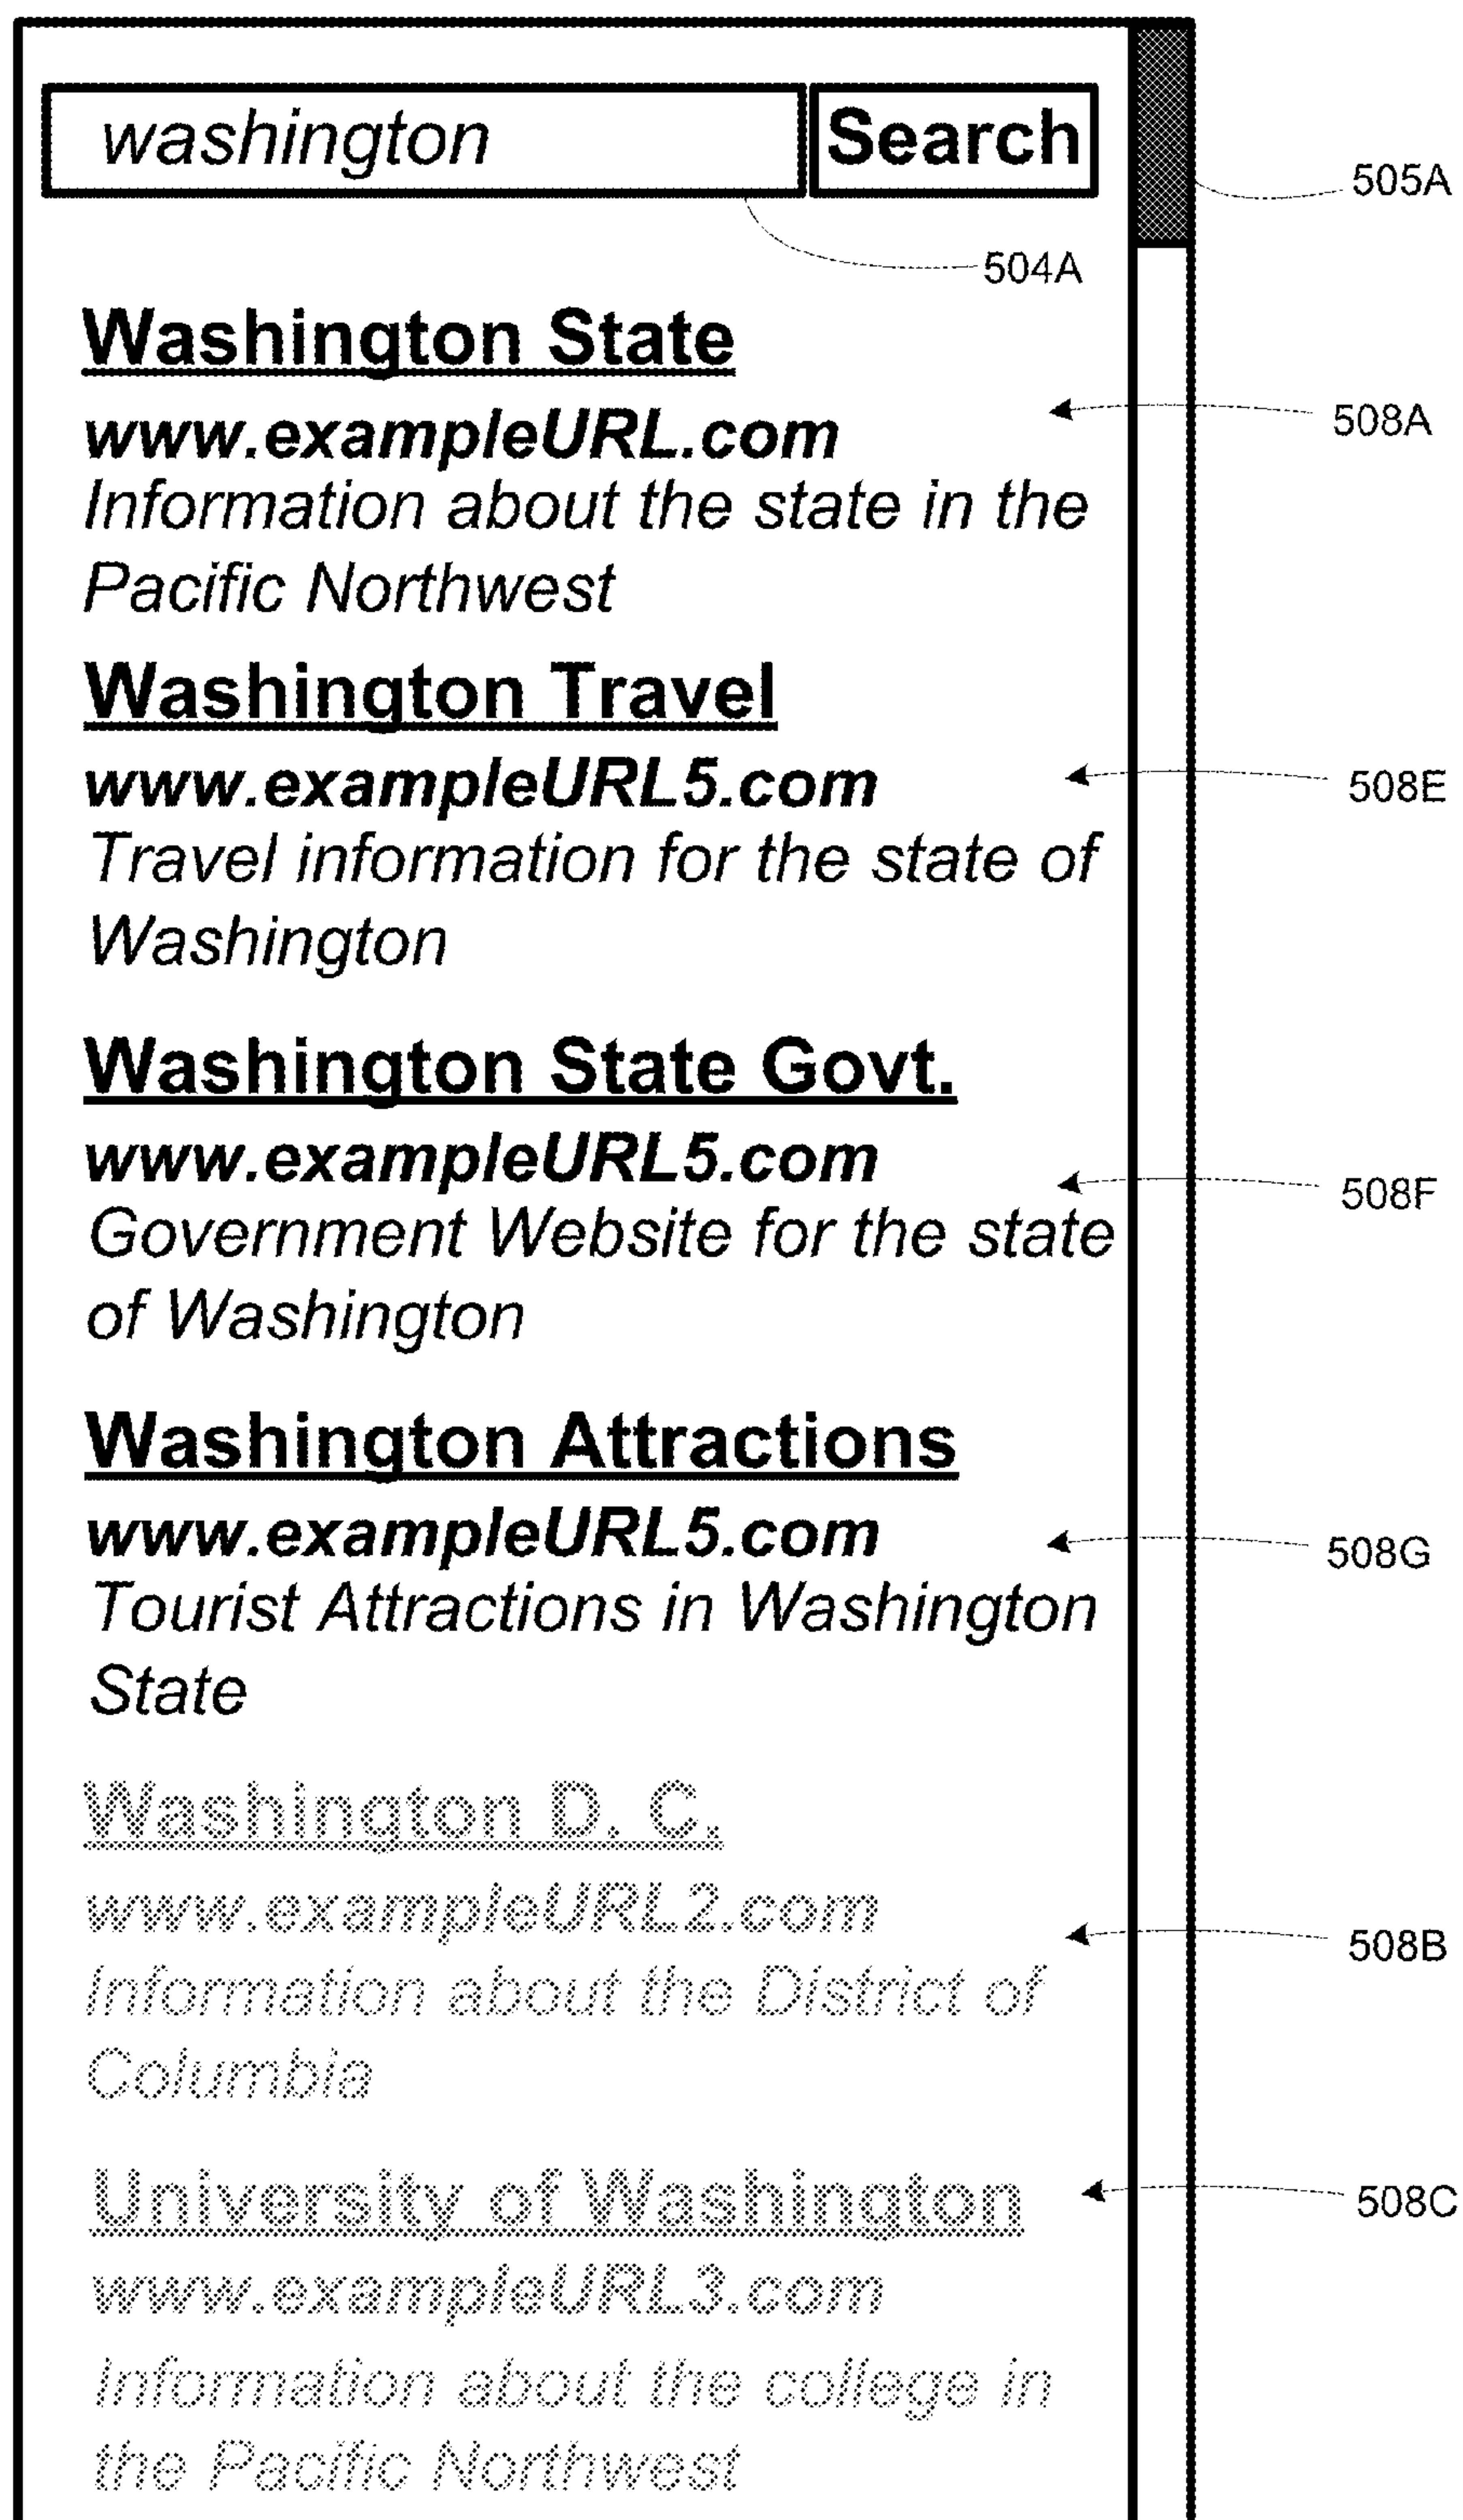 washington
Search
505A
504A
Washington State
www.exampleURL.com
508A
Information about the state in the
Pacific Northwest
Washington Travel
www.exampleURL5.com
508E
Travel information for the state of
Washington
Washington State Govt.
www.exampleURL5.com
508F
Government Website for the state
of Washington
Washington Attractions
www.exampleURL5.com
508G
Tourist Attractions in Washington
State
Washington D. C.
www.exampleURL2.com
508B
Information about the District of
Columbia
University of Washington
508C
www.exampleURL3.com
Information about the college in
the Pacific Northwest